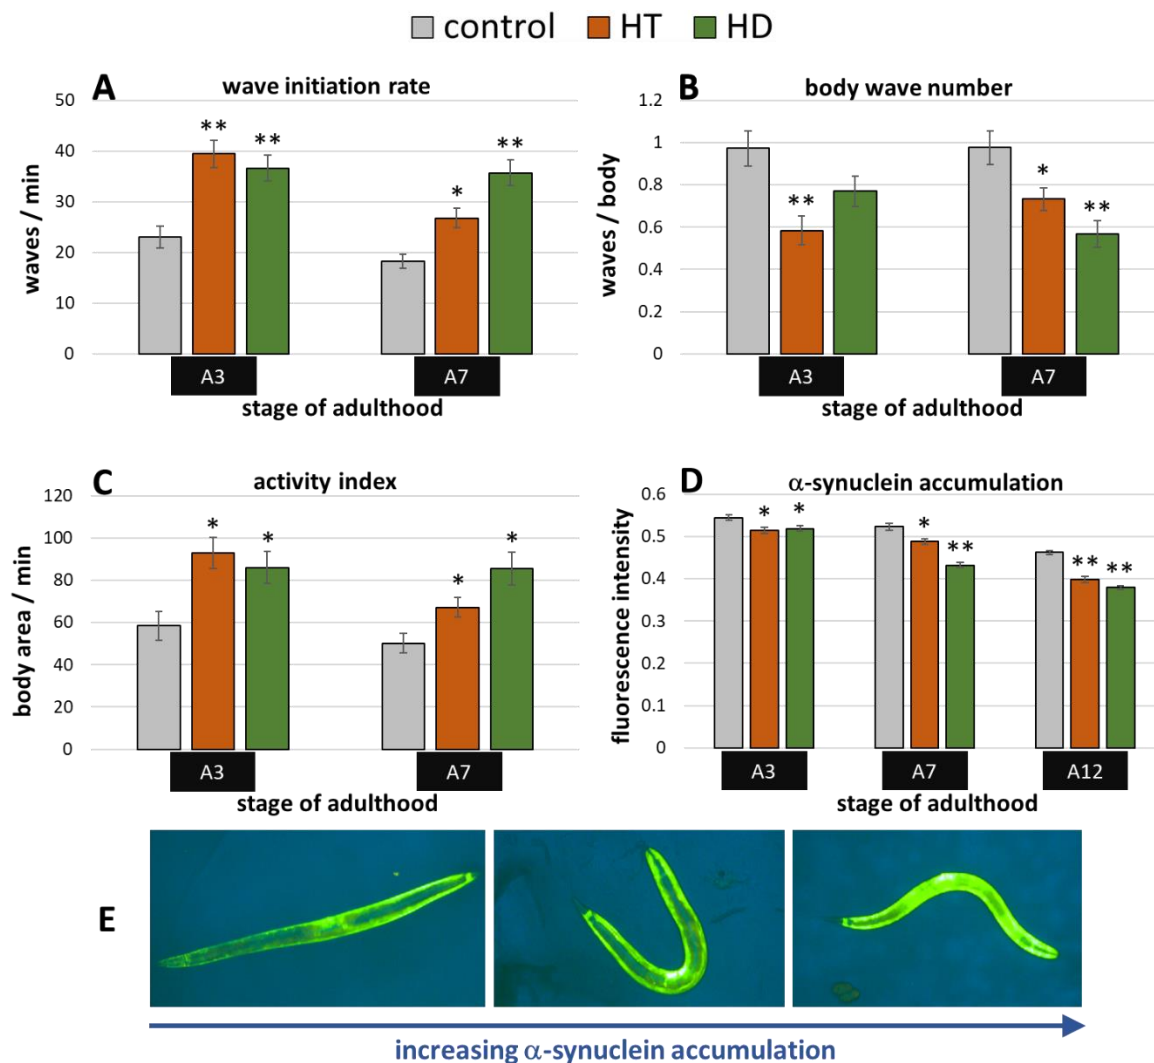 control HT HD
A wave initiation rate
waves / min
50
40
30
20
10
0
** ** * **
A3 A7
stage of adulthood
B body wave number
waves / body
1.2
1
0.8
0.6
0.4
0.2
0
** * **
A3 A7
stage of adulthood
C activity index
body area / min
120
100
80
60
40
20
0
* * * *
A3 A7
stage of adulthood
D α-synuclein accumulation
fluorescence intensity
0.6
0.5
0.4
0.3
0.2
0.1
0
* * * ** ** **
A3 A7 A12
stage of adulthood
E
increasing α-synuclein accumulation